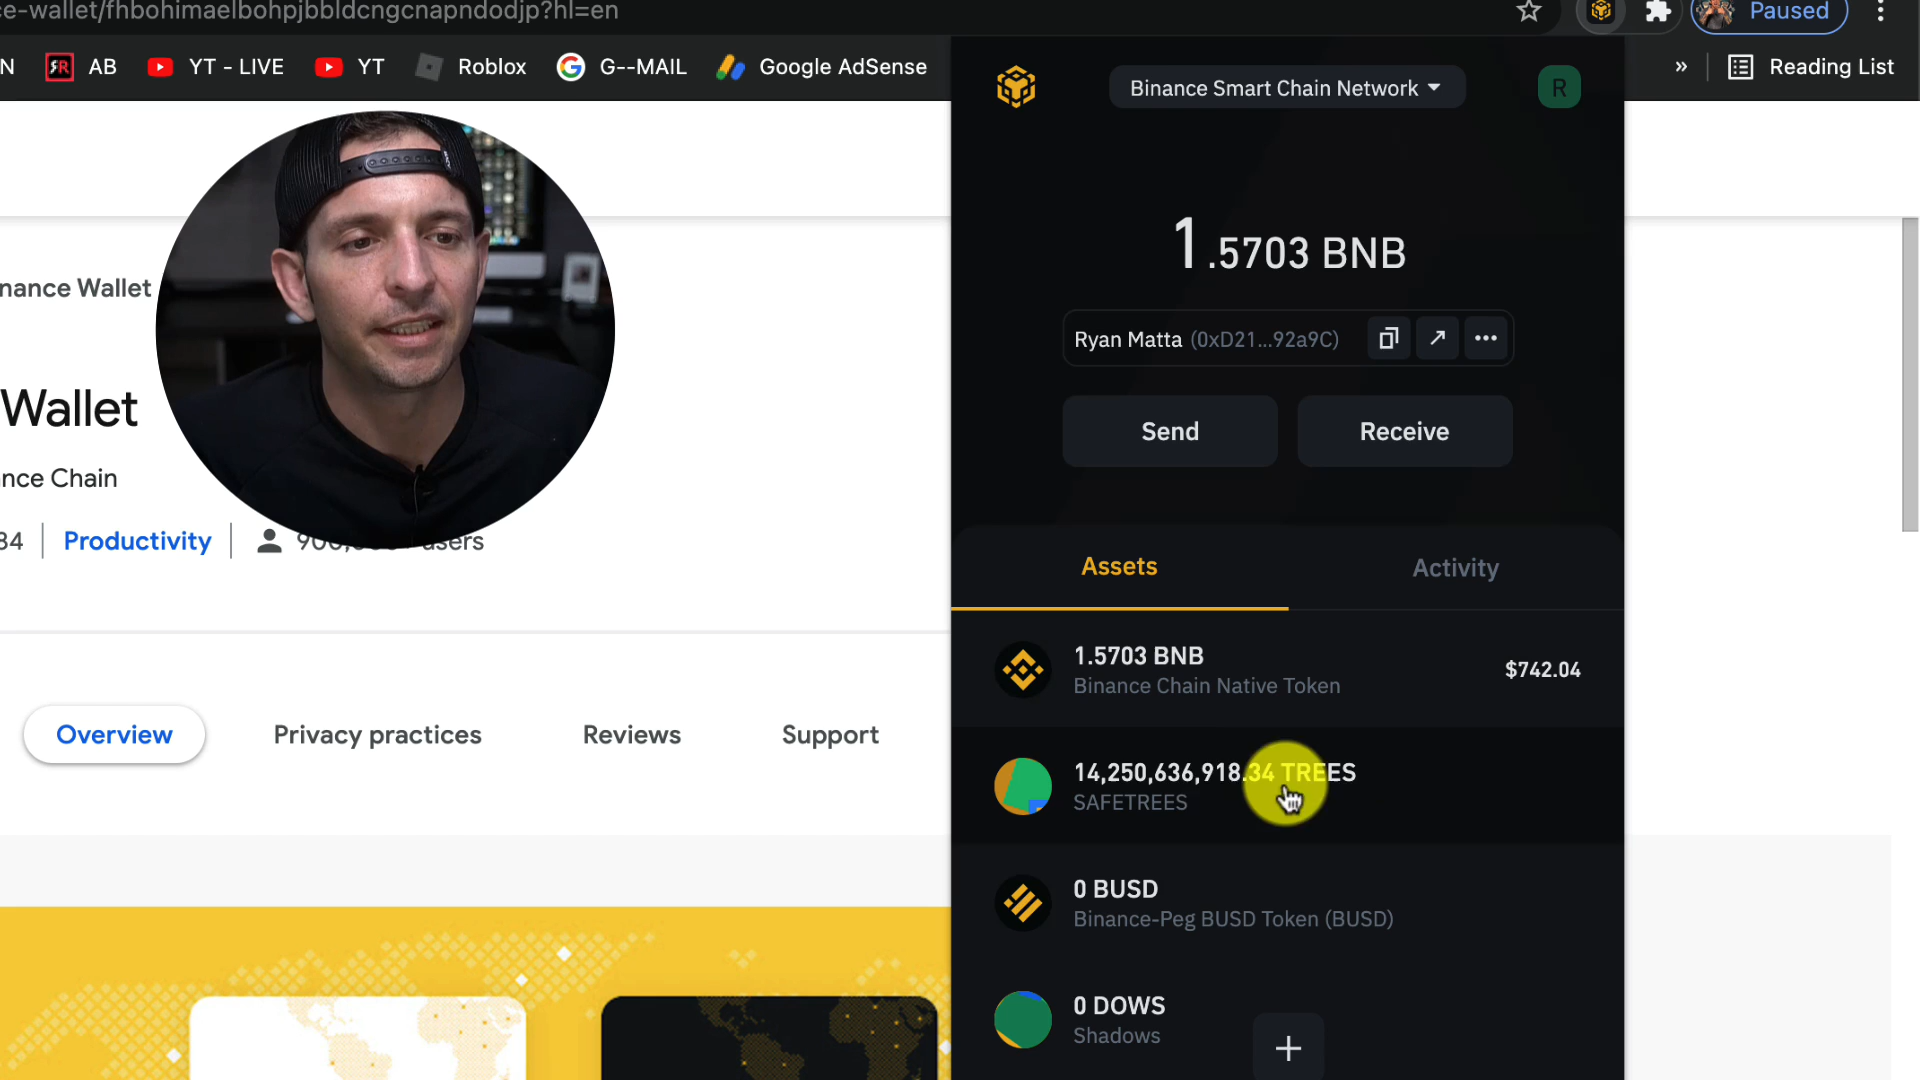 ce-wallet/fhbohimaelbohpjbbldcngcnapndodjp?hl=en
Paused
N
AB
YT - LIVE
YT
Roblox
G--MAIL
Google AdSense
»
Reading List
Binance Smart Chain Network
R
1.5703 BNB
nance Wallet
Ryan Matta (0xD21...92a9C)
Wallet
Send
Receive
nce Chain
34
Productivity
Assets
Activity
1.5703 BNB
Binance Chain Native Token
$742.04
Overview
Privacy practices
Reviews
Support
14,250,636,918.34 TREES
SAFETREES
0 BUSD
Binance-Peg BUSD Token (BUSD)
0 DOWS
Shadows
+